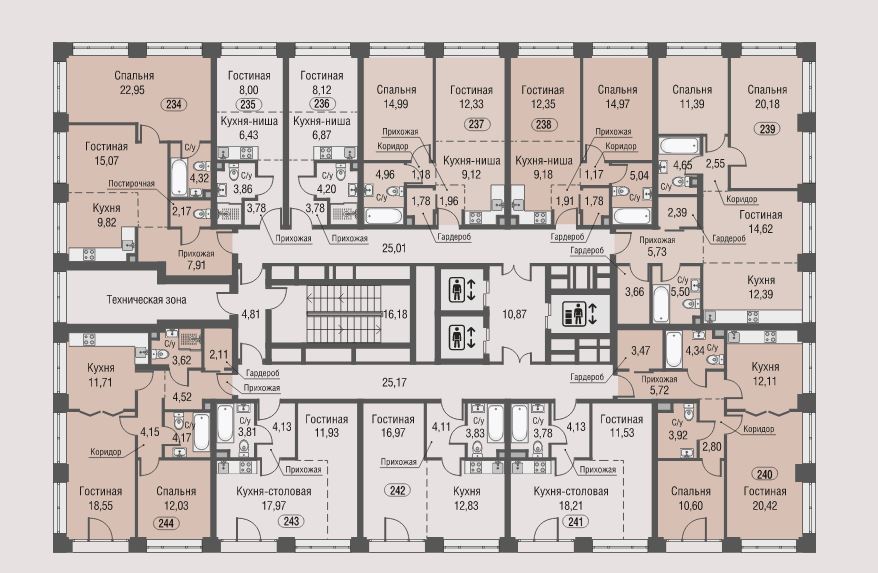 Спальня
22,95
234
Гостиная
8,00
235
Кухня-ниша
6,43
Гостиная
8,12
236
Кухня-ниша
6,87
Спальня
14,99
Гостиная
12,33
237
Прихожая
Коридор
Кухня-ниша
9,12
Гостиная
12,35
238
Спальня
14,97
Прихожая
Коридор
Кухня-ниша
9,18
Спальня
11,39
Гостиная
20,18
239
Гостиная
15,07
Постирочная
С/у
4,32
2,17
Кухня
9,82
Прихожая
7,91
С/у
3,86
3,78
Прихожая
С/у
4,20
3,78
Прихожая
4,96
С/у
1,18
1,78
1,96
Гардероб
1,17
5,04
С/у
1,91
1,78
Гардероб
4,65
С/у
2,55
Коридор
2,39
Гардероб
Прихожая
5,73
Гостиная
14,62
3,66
С/у
5,50
Кухня
12,39
25,01
Техническая зона
4,81
16,18
10,87
Кухня
11,71
С/у
3,62
2,11
Гардероб
Прихожая
4,52
25,17
Гардероб
3,47
4,34
С/у
Прихожая
5,72
Кухня
12,11
4,15
Коридор
С/у
4,17
Гостиная
18,55
Спальня
12,03
244
С/у
3,81
4,13
Прихожая
Гостиная
11,93
Кухня-столовая
17,97
243
Гостиная
16,97
242
4,11
Прихожая
С/у
3,83
Кухня
12,83
С/у
3,78
4,13
Прихожая
Гостиная
11,53
Кухня-столовая
18,21
241
С/у
3,92
2,80
Коридор
Спальня
10,60
240
Гостиная
20,42